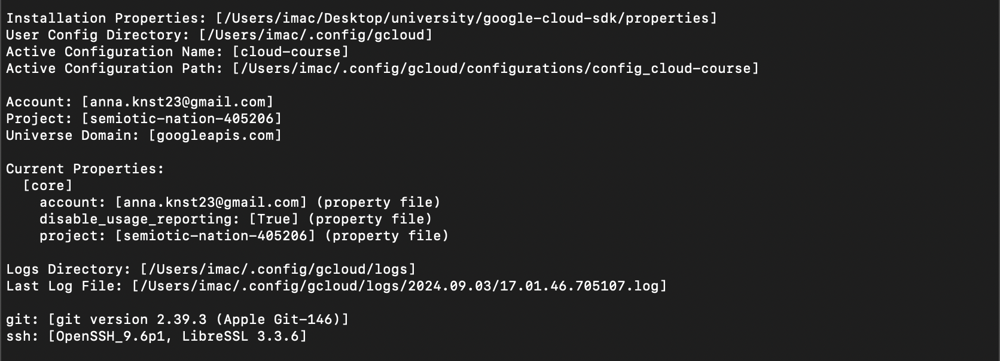 Installation Properties: [/Users/imac/Desktop/university/google-cloud-sdk/properties]
User Config Directory: [/Users/imac/.config/gcloud]
Active Configuration Name: [cloud-course]
Active Configuration Path: [/Users/imac/.config/gcloud/configurations/config_cloud-course]
Account: [anna.knst23@gmail.com]
Project: [semiotic-nation-405206]
Universe Domain: [googleapis.com]
Current Properties:
[core]
account: [anna.knst23@gmail.com] (property file)
disable_usage_reporting: [True] (property file)
project: [semiotic-nation-405206] (property file)
Logs Directory: [/Users/imac/.config/gcloud/logs]
Last Log File: [/Users/imac/.config/gcloud/logs/2024.09.03/17.01.46.705107.log]
git: [git version 2.39.3 (Apple Git-146)]
ssh: [OpenSSH_9.6p1, LibreSSL 3.3.6]